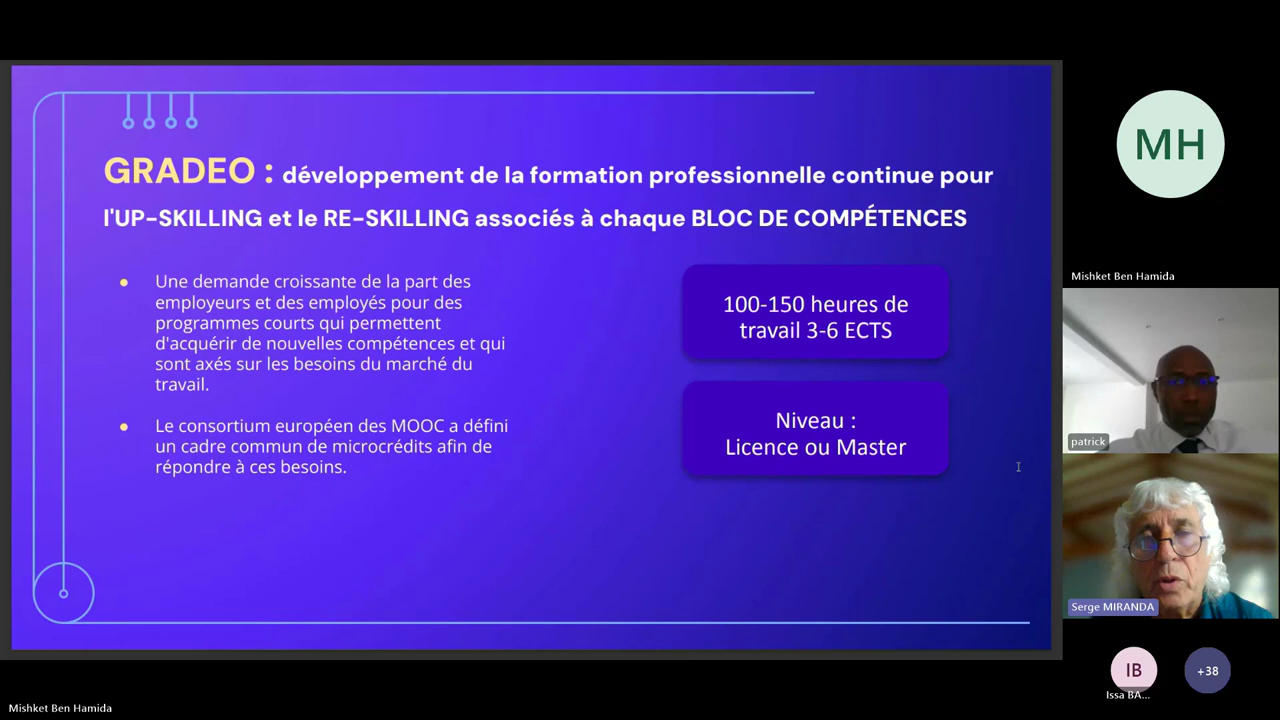 GRADEO : développement de la formation professionnelle continue pour
l'UP-SKILLING et le RE-SKILLING associés à chaque BLOC DE COMPÉTENCES
Une demande croissante de la part des
employeurs et des employés pour des
programmes courts qui permettent
d'acquérir de nouvelles compétences et qui
sont axés sur les besoins du marché du
travail.
Le consortium européen des MOOC a défini
un cadre commun de microcrédits afin de
répondre à ces besoins.
100-150 heures de
travail 3-6 ECTS
Niveau :
Licence ou Master
MH
Mishket Ben Hamida
patrick
Serge MIRANDA
IB
Issa BA...
+38
Mishket Ben Hamida